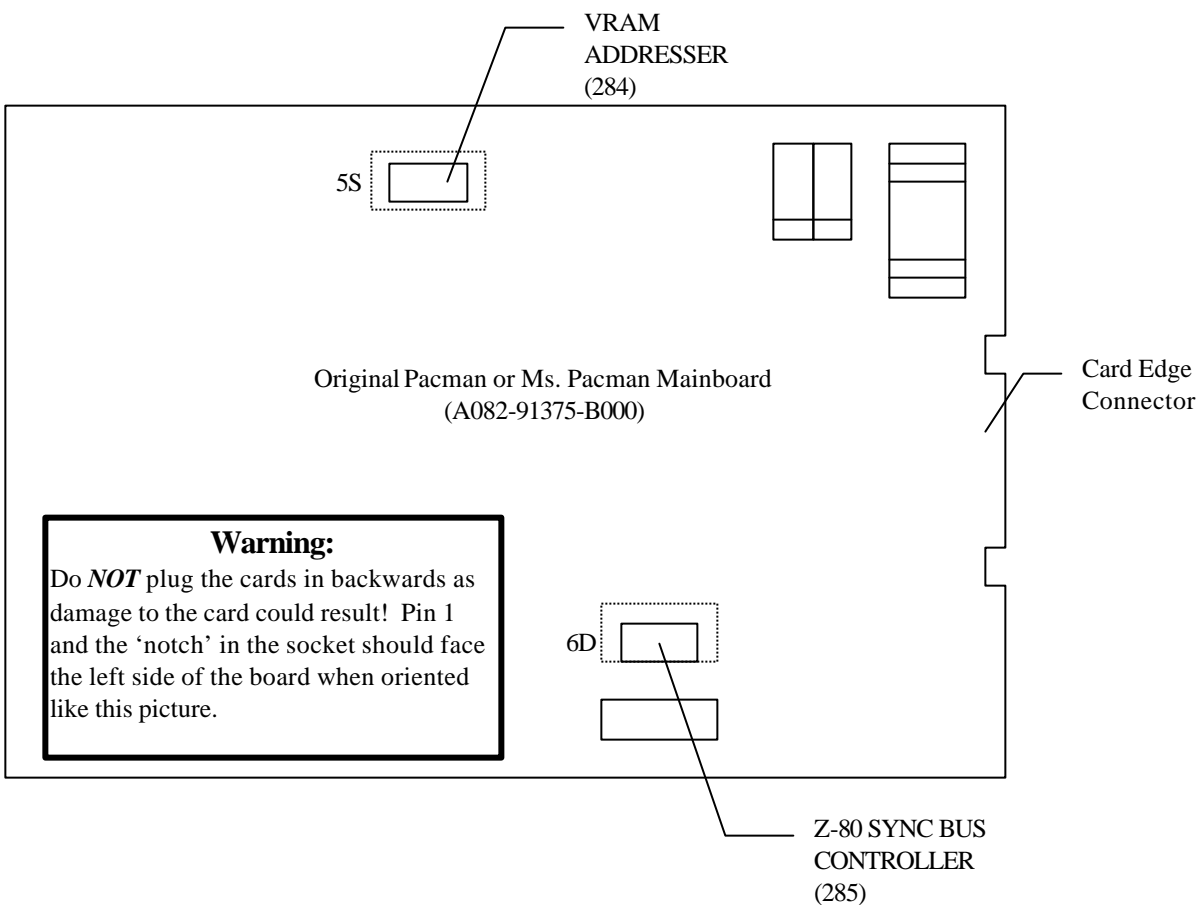 VRAM
ADDRESSER
(284)
5S
Original Pacman or Ms. Pacman Mainboard
(A082-91375-B000)
Card Edge
Connector
Warning:
Do NOT plug the cards in backwards as
damage to the card could result!  Pin 1
and the ‘notch’ in the socket should face
the left side of the board when oriented
like this picture.
6D
Z-80 SYNC BUS
CONTROLLER
(285)